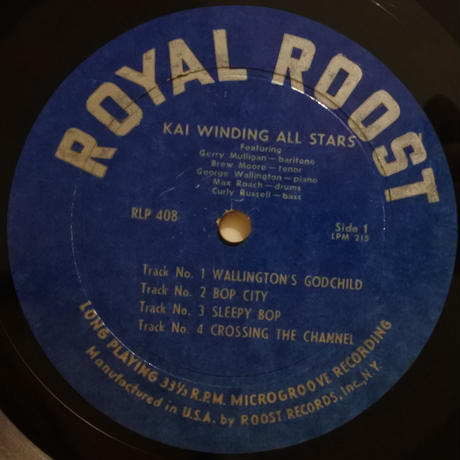 ROYAL ROOST
KAI WINDING ALL STARS
Featuring
Gerry Mulligan—baritone
Brew Moore—tenor
George Wallington—piano
Max Roach—drums
Curly Russell—bass
RLP 408
Side 1
LPM 215
Track No. 1 WALLINGTON'S GODCHILD
Track No. 2 BOP CITY
Track No. 3 SLEEPY BOP
Track No. 4 CROSSING THE CHANNEL
LONG PLAYING 33⅓ R.P.M. MICROGROOVE RECORDING
Manufactured in U.S.A. by ROOST RECORDS, Inc., N.Y.